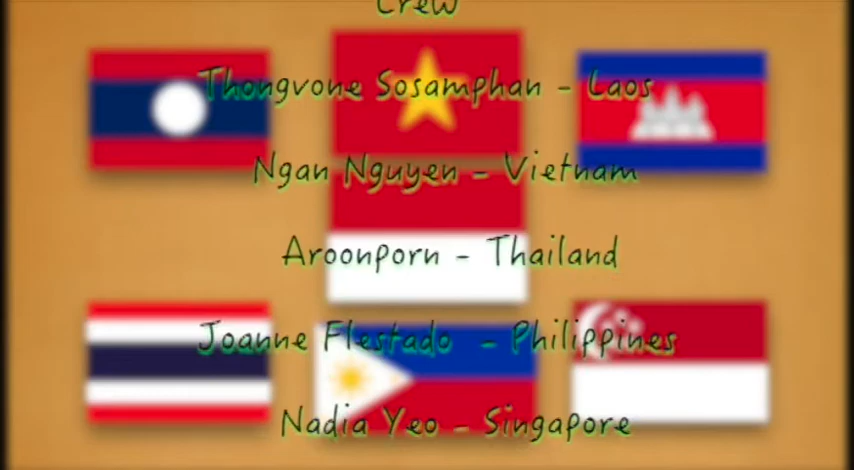 Crew
Thongvone Sosamphan - Laos
Ngan Nguyen - Vietnam
Aroonporn - Thailand
Joanne Flestado - Philippines
Nadia Yeo - Singapore